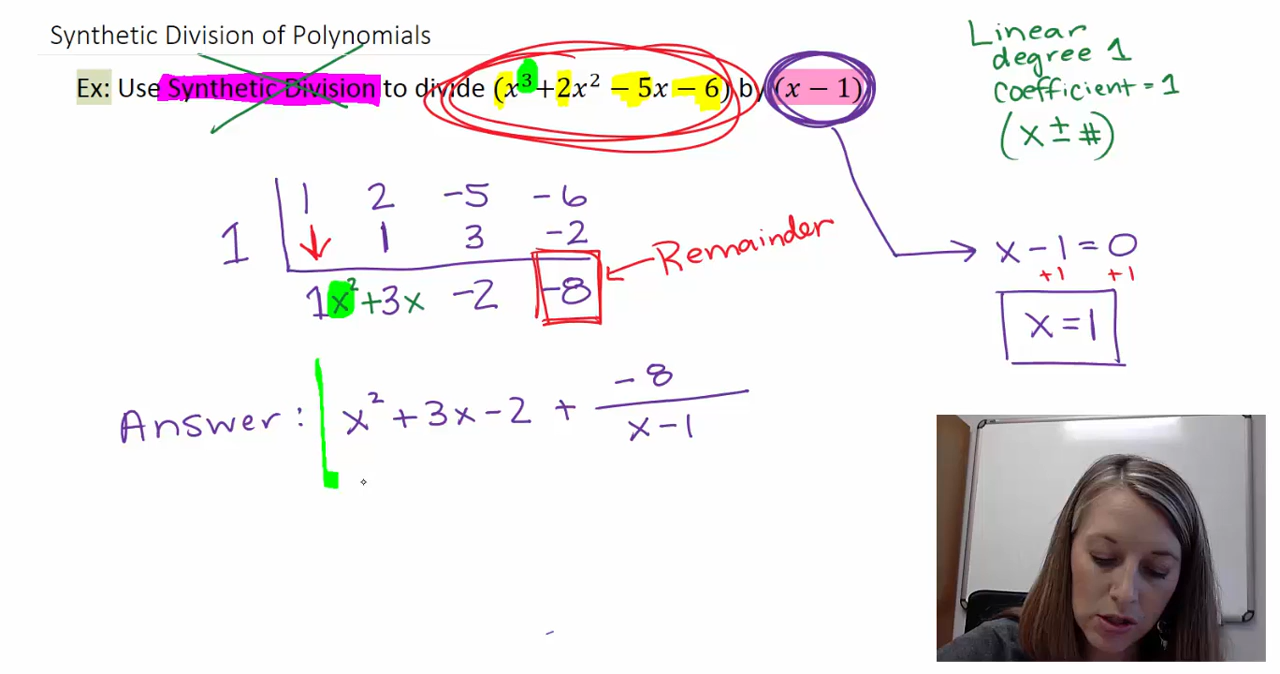 Synthetic Division of Polynomials
Ex: Use Synthetic Division to divide (x³ + 2x² − 5x − 6) by (x − 1)
Linear
degree 1
coefficient = 1
(x ± #)
1 2 -5 -6
1 1 3 -2
1x² +3x -2 -8
Remainder
x - 1 = 0
+1 +1
x = 1
Answer: x² + 3x - 2 + -8
x - 1